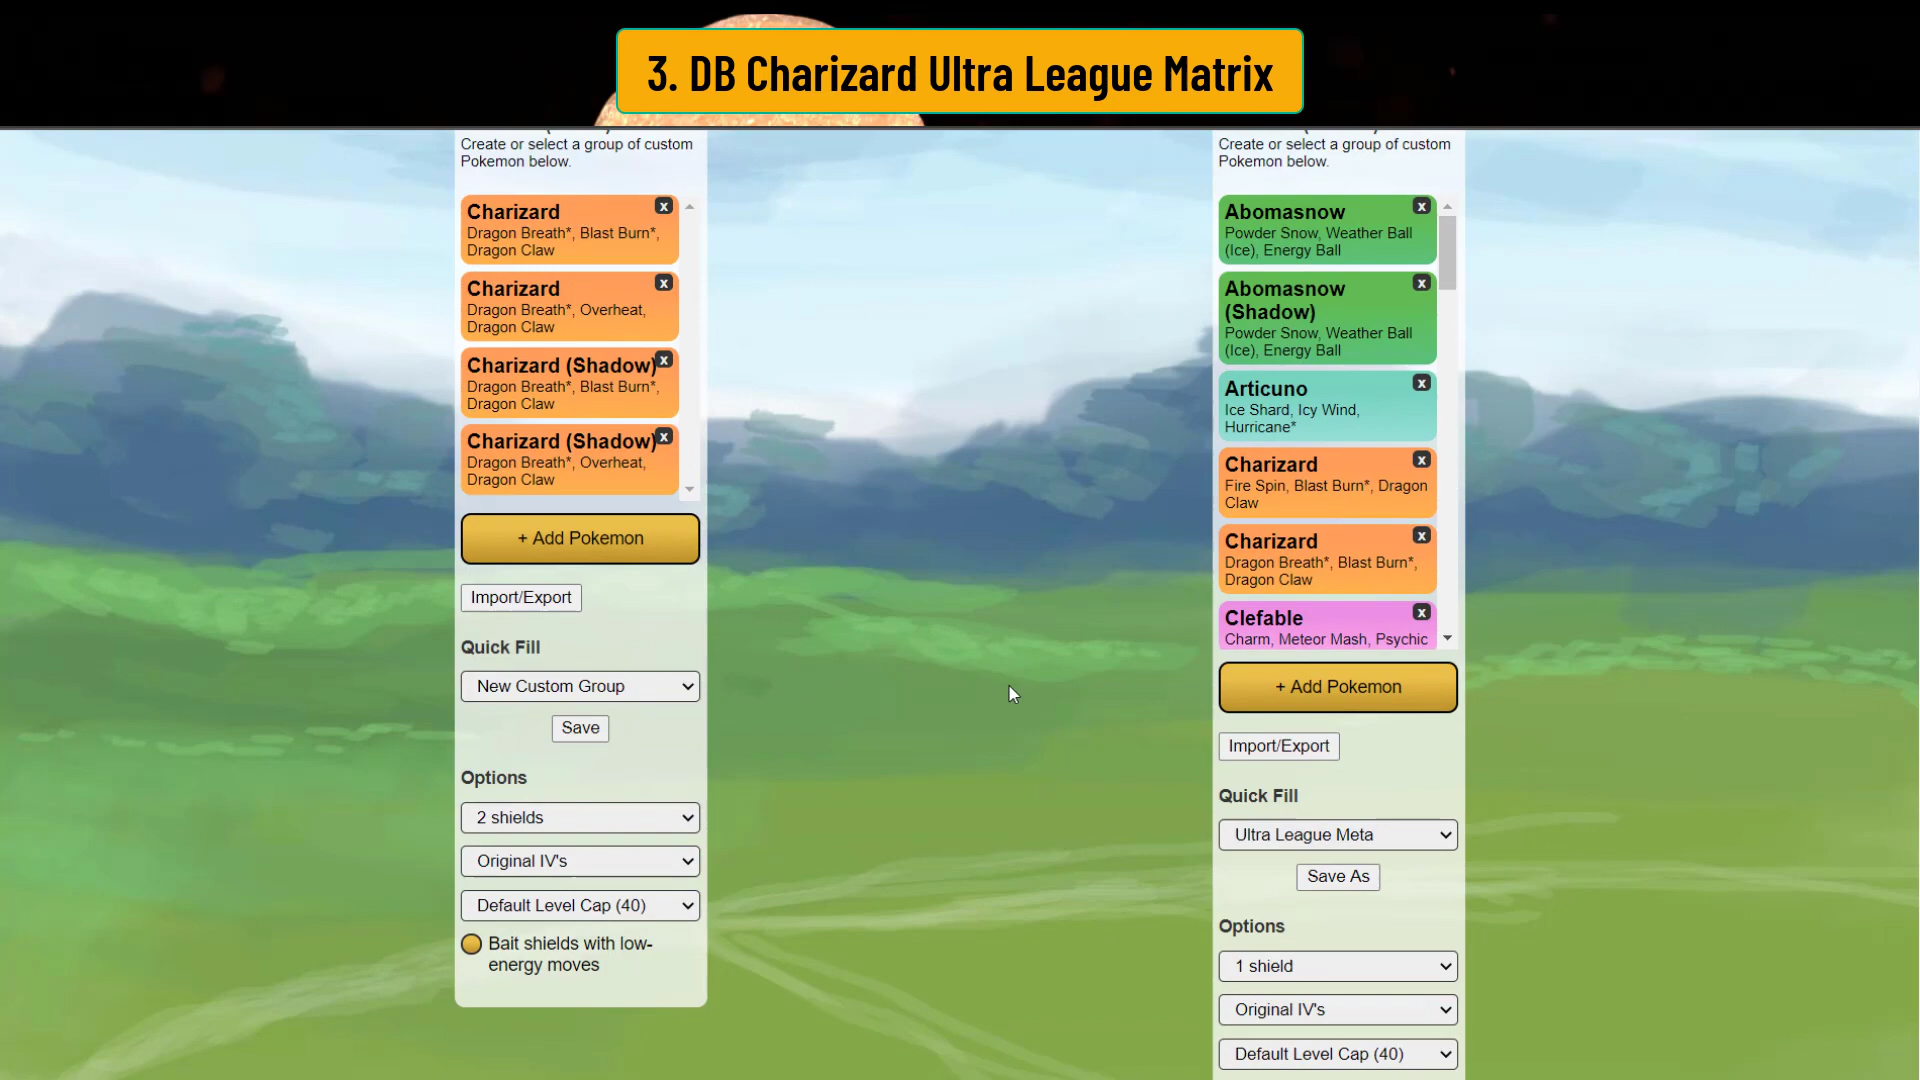 3. DB Charizard Ultra League Matrix
Create or select a group of custom
Pokemon below.
Charizard
x
Dragon Breath*, Blast Burn*,
Dragon Claw
Charizard
x
Dragon Breath*, Overheat,
Dragon Claw
Charizard (Shadow)
x
Dragon Breath*, Blast Burn*,
Dragon Claw
Charizard (Shadow)
x
Dragon Breath*, Overheat,
Dragon Claw
+ Add Pokemon
Import/Export
Quick Fill
New Custom Group
Save
Options
2 shields
Original IV's
Default Level Cap (40)
Bait shields with low-
energy moves
Create or select a group of custom
Pokemon below.
Abomasnow
x
Powder Snow, Weather Ball
(Ice), Energy Ball
Abomasnow
x
(Shadow)
Powder Snow, Weather Ball
(Ice), Energy Ball
Articuno
x
Ice Shard, Icy Wind,
Hurricane*
Charizard
x
Fire Spin, Blast Burn*, Dragon
Claw
Charizard
x
Dragon Breath*, Blast Burn*,
Dragon Claw
Clefable
x
Charm, Meteor Mash, Psychic
+ Add Pokemon
Import/Export
Quick Fill
Ultra League Meta
Save As
Options
1 shield
Original IV's
Default Level Cap (40)